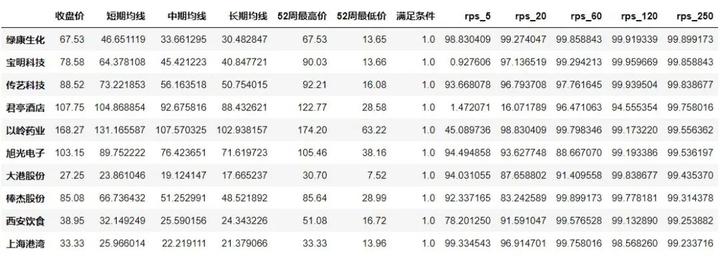 收盘价 短期均线 中期均线 长期均线 52周最高价 52周最低价 满足条件 rps_5 rps_20 rps_60 rps_120 rps_250
绿康生化 67.53 46.651119 33.661295 30.482847 67.53 13.65 1.0 98.830409 99.274047 99.858843 99.919339 99.899173
宝明科技 78.58 64.378108 45.421223 40.847721 90.03 13.66 1.0 0.927606 97.136519 99.294213 99.959669 99.858843
传艺科技 88.52 73.221853 56.163518 50.754015 92.21 16.08 1.0 93.668078 96.793708 97.761645 99.939504 99.838677
君亭酒店 107.75 104.868854 92.675816 88.432621 122.77 28.58 1.0 1.472071 16.071789 96.471063 94.555354 99.758016
以岭药业 168.27 131.165587 107.570325 102.938157 174.20 63.22 1.0 45.089736 98.830409 99.798346 99.173220 99.556362
旭光电子 103.15 89.752222 76.423651 71.619723 105.46 38.16 1.0 94.494858 93.627748 88.667070 99.193386 99.536197
大港股份 27.25 23.861046 19.124147 17.665235 30.70 7.52 1.0 94.031055 87.658802 91.409558 99.838677 99.435370
棒杰股份 85.08 66.736432 51.252991 48.521892 85.64 28.99 1.0 92.337165 83.242589 99.899173 99.778181 99.314378
西安饮食 38.95 32.149249 25.590156 24.343226 51.08 16.72 1.0 78.201250 91.591047 99.576528 99.132890 99.253882
上海港湾 33.33 25.966014 22.219111 21.379066 33.33 13.96 1.0 99.334543 96.914701 99.758016 98.568260 99.233716